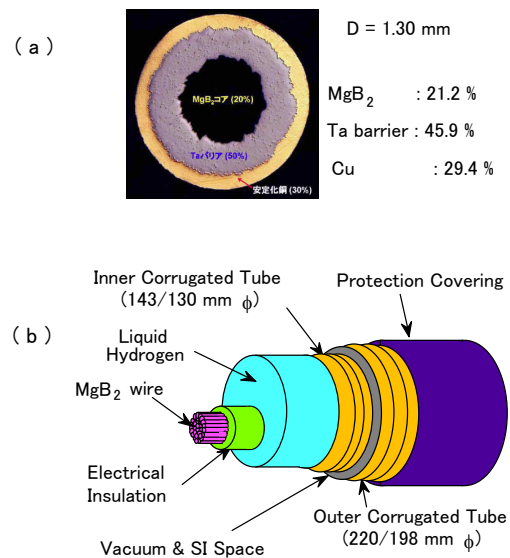 ( a )
D = 1.30 mm
MgB₂コア (20%)
Taバリア (50%)
安定化銅 (30%)
MgB₂ : 21.2 %
Ta barrier : 45.9 %
Cu : 29.4 %
( b )
Inner Corrugated Tube
(143/130 mm ϕ)
Protection Covering
Liquid
Hydrogen
MgB₂ wire
Electrical
Insulation
Outer Corrugated Tube
(220/198 mm ϕ)
Vacuum & SI Space